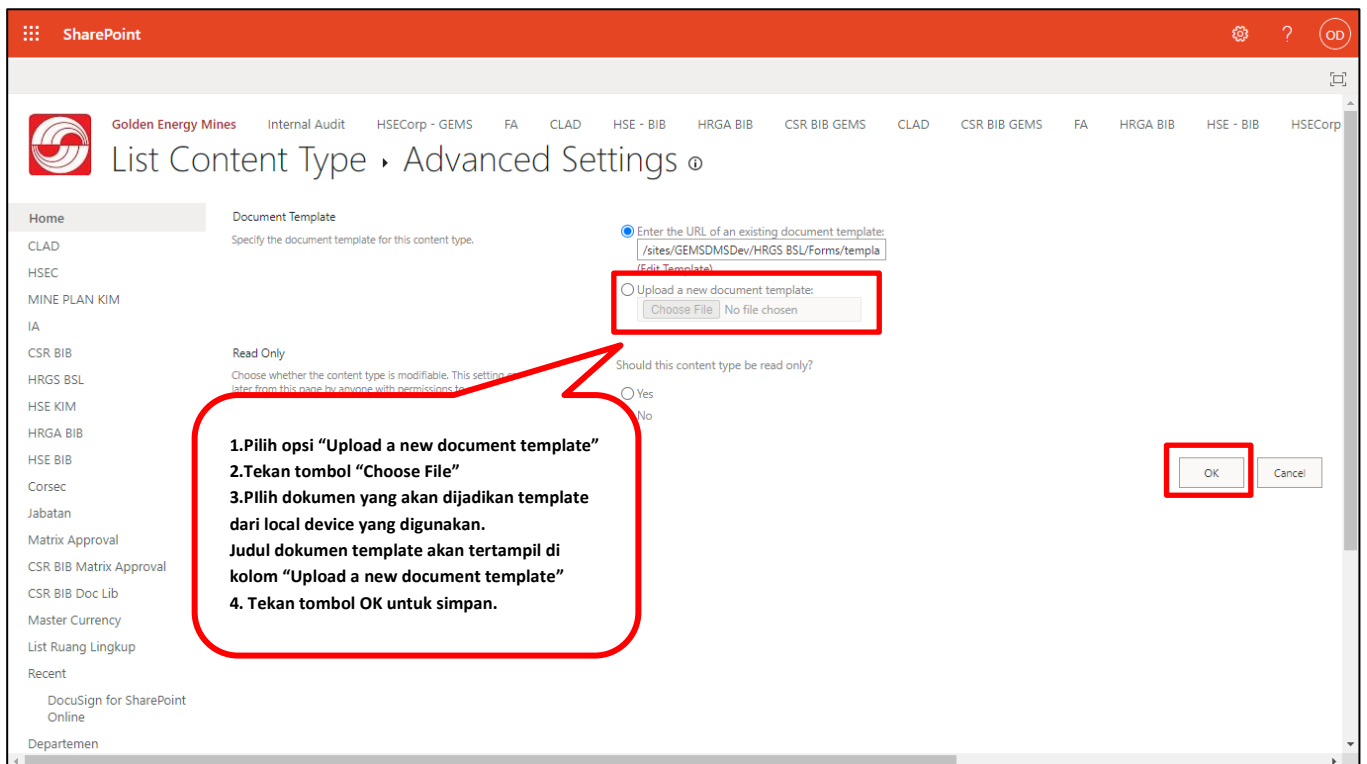 SharePoint
?
OD
Golden Energy Mines Internal Audit HSECorp - GEMS FA CLAD HSE - BIB HRGA BIB CSR BIB GEMS CLAD CSR BIB GEMS FA HRGA BIB HSE - BIB HSECorp
List Content Type ▸ Advanced Settings
Home
CLAD
HSEC
MINE PLAN KIM
IA
CSR BIB
HRGS BSL
HSE KIM
HRGA BIB
HSE BIB
Corsec
Jabatan
Matrix Approval
CSR BIB Matrix Approval
CSR BIB Doc Lib
Master Currency
List Ruang Lingkup
Recent
DocuSign for SharePoint
Online
Departemen
Document Template
Specify the document template for this content type.
Enter the URL of an existing document template:
/sites/GEMSDMSDev/HRGS BSL/Forms/templa
(Edit Template)
Upload a new document template:
Choose File No file chosen
Read Only
Choose whether the content type is modifiable. This setting
later from this page by anyone with permissions to
Should this content type be read only?
Yes
No
1.Pilih opsi “Upload a new document template”
2.Tekan tombol “Choose File”
3.PIlih dokumen yang akan dijadikan template
dari local device yang digunakan.
Judul dokumen template akan tertampil di
kolom “Upload a new document template”
4. Tekan tombol OK untuk simpan.
OK
Cancel